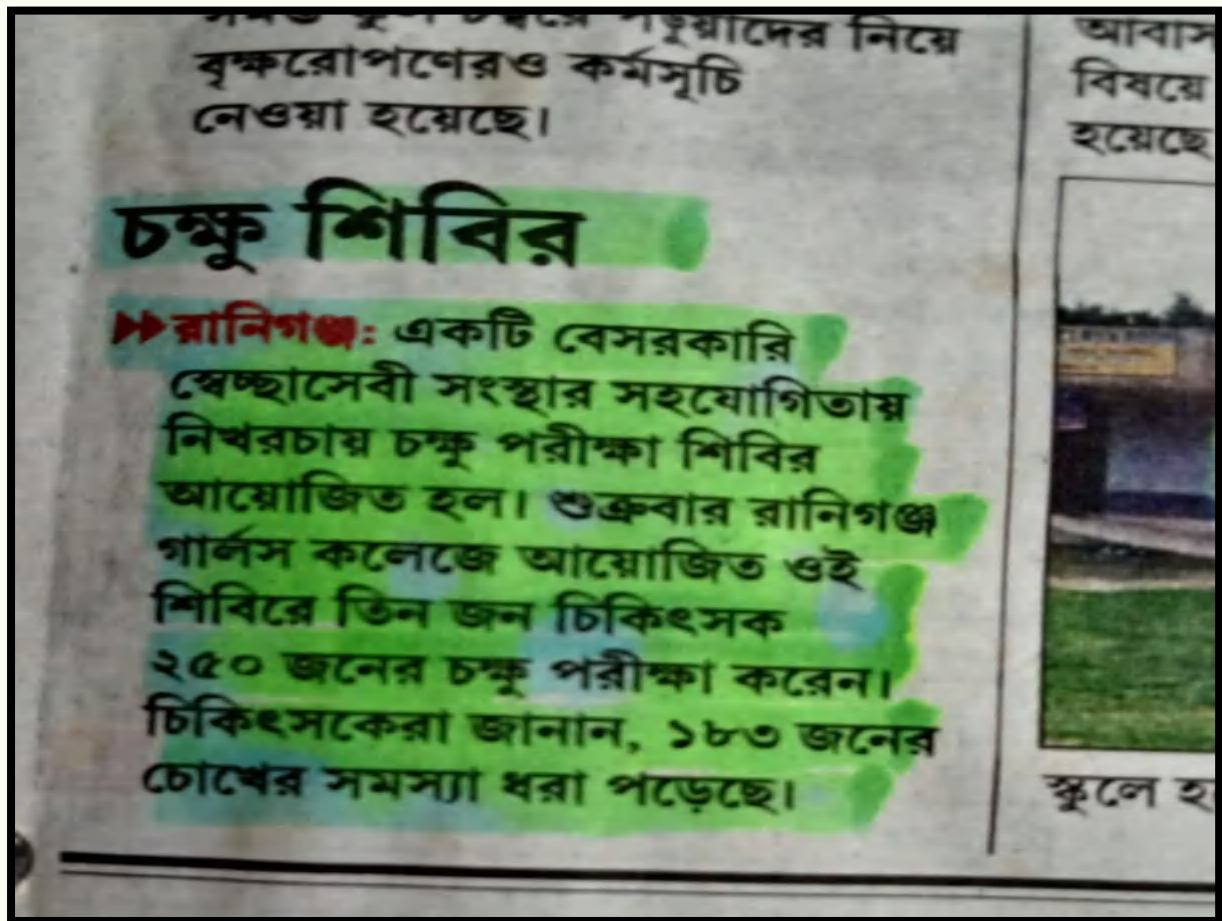 পড়ুয়াদের নিয়ে
বৃক্ষরোপণেরও কর্মসূচি
নেওয়া হয়েছে।
চক্ষু শিবির
রানিগঞ্জ: একটি বেসরকারি
স্বেচ্ছাসেবী সংস্থার সহযোগিতায়
নিখরচায় চক্ষু পরীক্ষা শিবির
আয়োজিত হল। শুক্রবার রানিগঞ্জ
গার্লস কলেজে আয়োজিত ওই
শিবিরে তিন জন চিকিৎসক
২৫০ জনের চক্ষু পরীক্ষা করেন।
চিকিৎসকেরা জানান, ১৮৩ জনের
চোখের সমস্যা ধরা পড়েছে।
আবাস
বিষয়ে
হয়েছে
স্কুলে